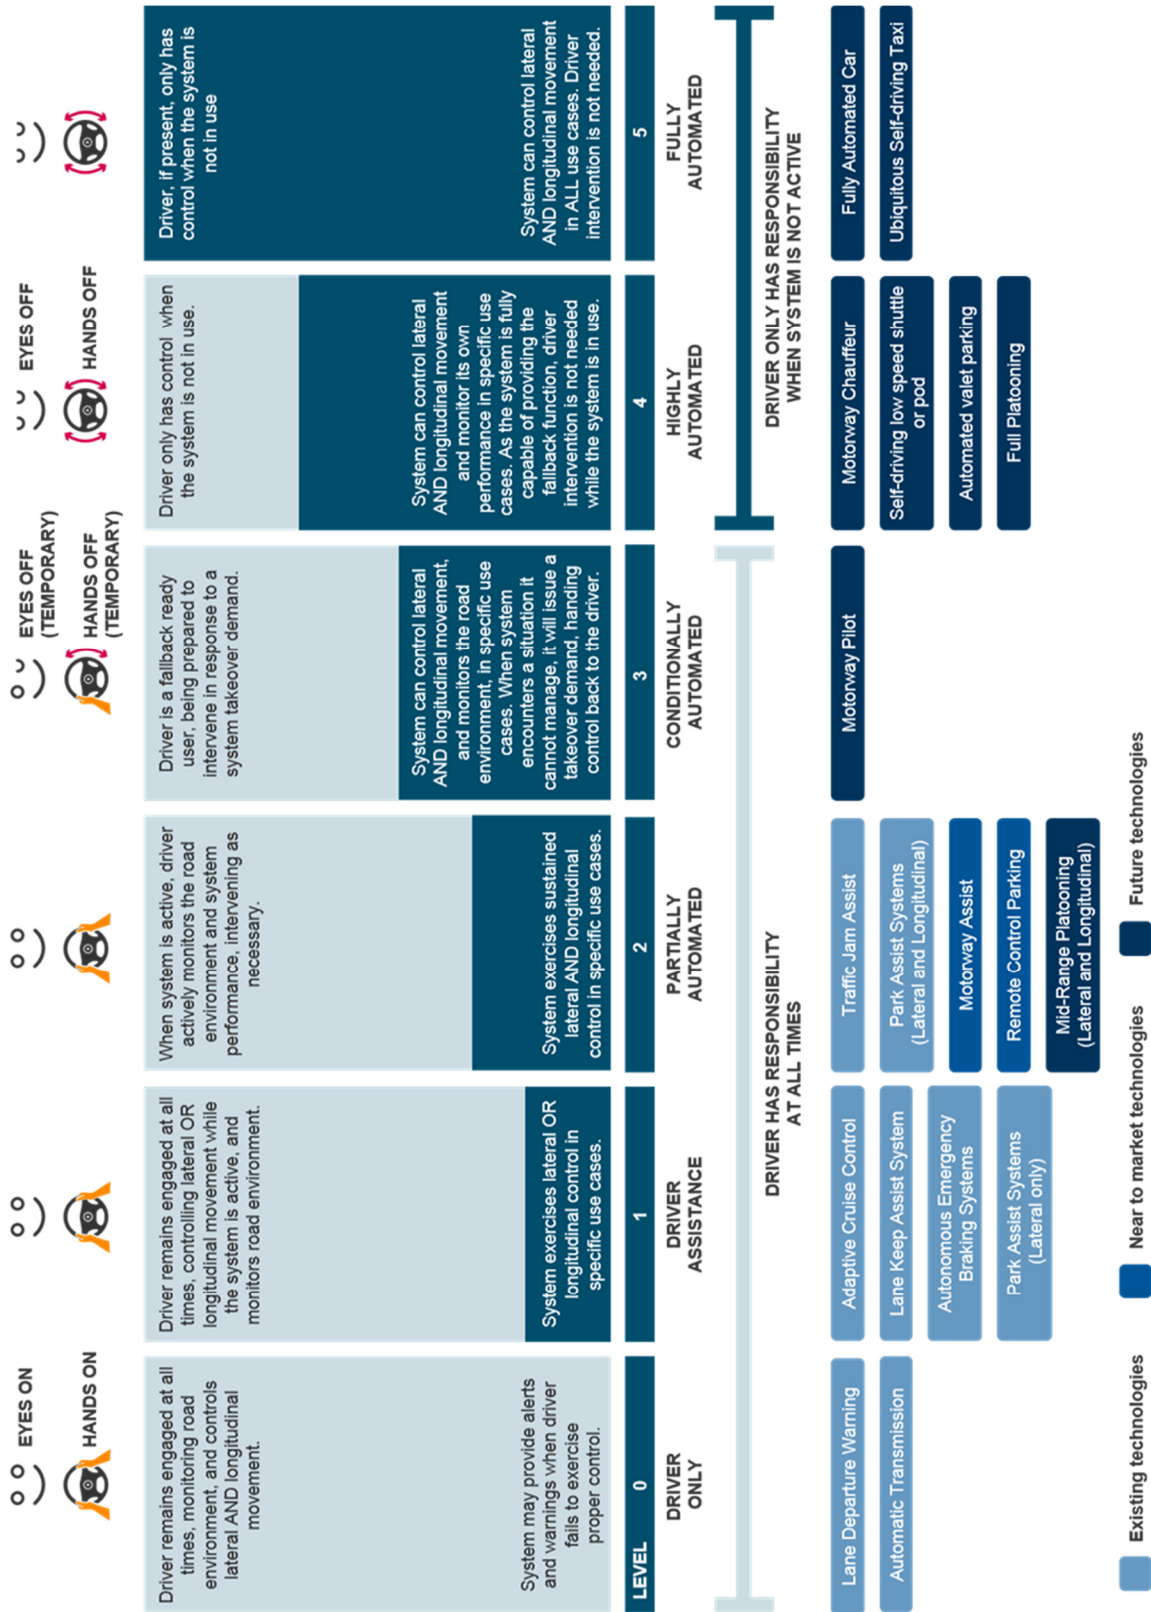 EYES ON
HANDS ON
EYES OFF
(TEMPORARY)
HANDS OFF
(TEMPORARY)
EYES OFF
HANDS OFF
Driver remains engaged at all
times, monitoring road
environment, and controls
lateral AND longitudinal
movement.
System may provide alerts
and warnings when driver
fails to exercise
proper control.
Driver remains engaged at all
times, controlling lateral OR
longitudinal movement while
the system is active, and
monitors road environment.
System exercises lateral OR
longitudinal control in
specific use cases.
When system is active, driver
actively monitors the road
environment and system
performance, intervening as
necessary.
System exercises sustained
lateral AND longitudinal
control in specific use cases.
Driver is a fallback ready
user, being prepared to
intervene in response to a
system takeover demand.
System can control lateral
AND longitudinal movement,
and monitors the road
environment, in specific use
cases. When system
encounters a situation it
cannot manage, it will issue a
takeover demand, handing
control back to the driver.
Driver only has control when
the system is not in use.
System can control lateral
AND longitudinal movement
and monitor its own
performance in specific use
cases. As the system is fully
capable of providing the
fallback function, driver
intervention is not needed
while the system is in use.
Driver, if present, only has
control when the system is
not in use
System can control lateral
AND longitudinal movement
in ALL use cases. Driver
intervention is not needed.
LEVEL 0 1 2 3 4 5
DRIVER
ONLY
DRIVER
ASSISTANCE
PARTIALLY
AUTOMATED
CONDITIONALLY
AUTOMATED
HIGHLY
AUTOMATED
FULLY
AUTOMATED
DRIVER HAS RESPONSIBILITY
AT ALL TIMES
DRIVER ONLY HAS RESPONSIBILITY
WHEN SYSTEM IS NOT ACTIVE
Lane Departure Warning
Automatic Transmission
Adaptive Cruise Control
Lane Keep Assist System
Autonomous Emergency
Braking Systems
Park Assist Systems
(Lateral only)
Traffic Jam Assist
Park Assist Systems
(Lateral and Longitudinal)
Motorway Assist
Remote Control Parking
Mid-Range Platooning
(Lateral and Longitudinal)
Motorway Pilot
Motorway Chauffeur
Self-driving low speed shuttle
or pod
Automated valet parking
Full Platooning
Fully Automated Car
Ubiquitous Self-driving Taxi
Existing technologies
Near to market technologies
Future technologies